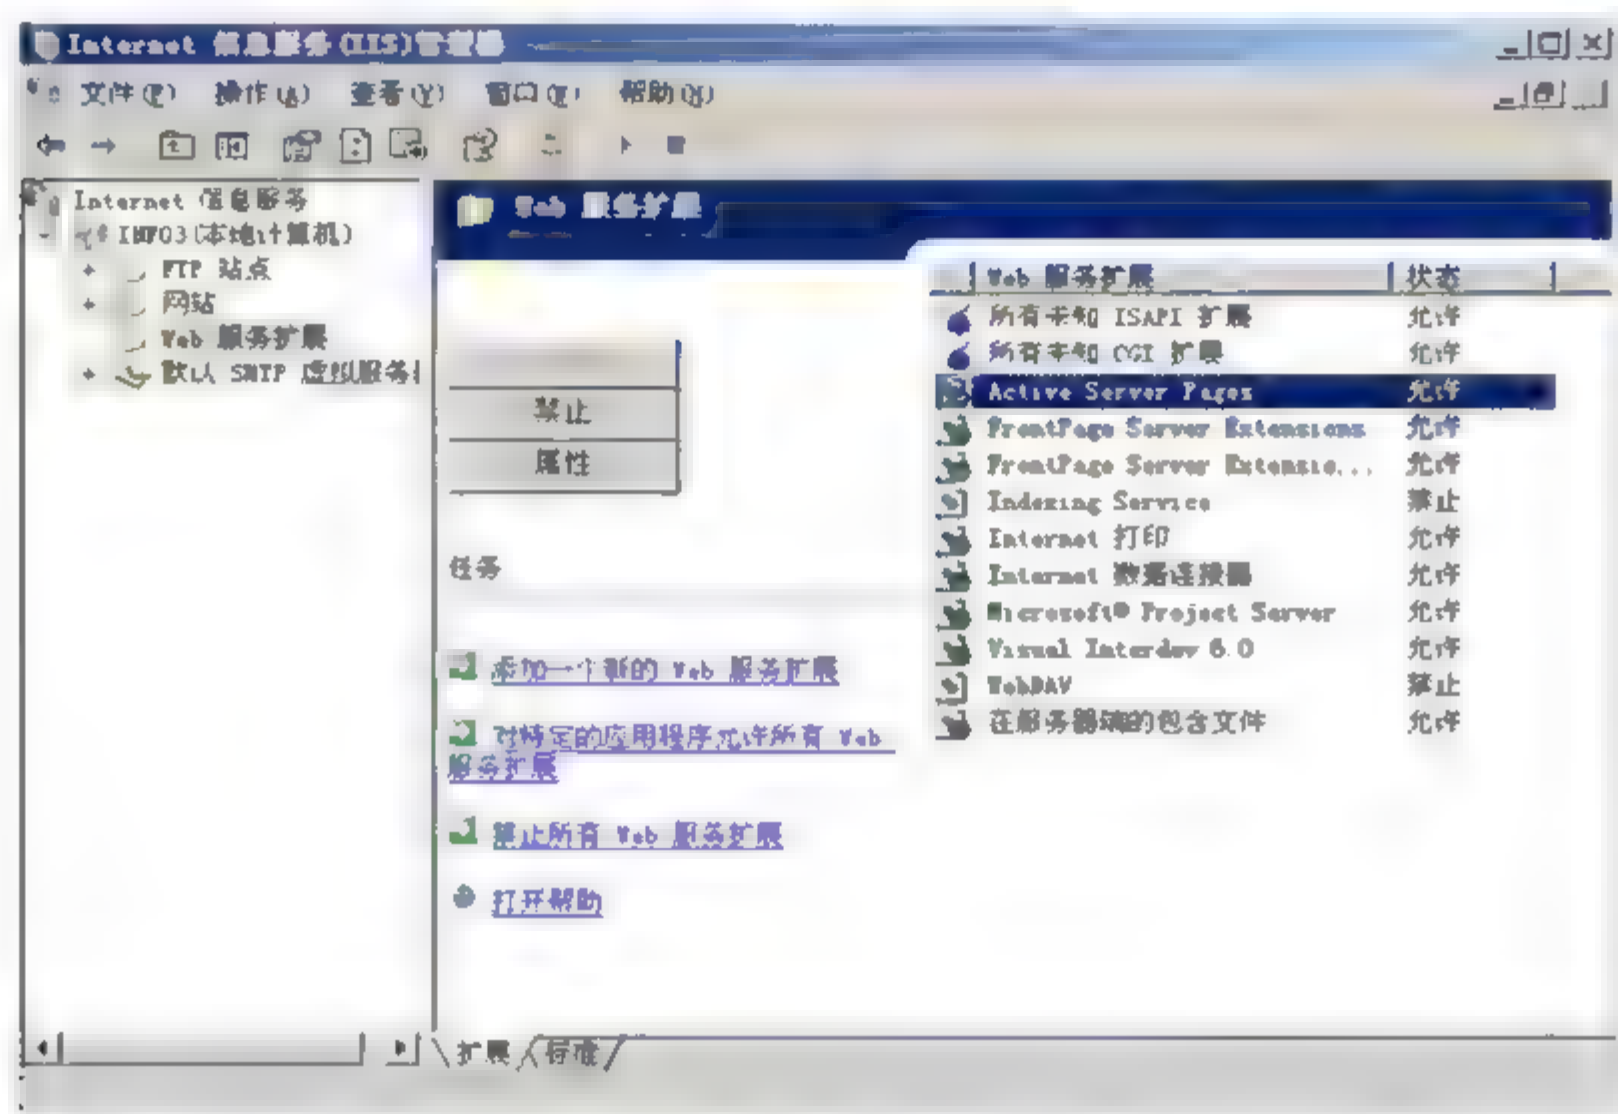 Internet 信息服务(IIS)管理器
文件(F) 操作(A) 查看(V) 窗口(W) 帮助(H)
Internet 信息服务
INFO3(本地计算机)
FTP 站点
网站
Web 服务扩展
默认 SMTP 虚拟服务
Web 服务扩展
禁止
属性
任务
添加一个新的 Web 服务扩展
对特定的应用程序允许所有 Web
服务扩展
禁止所有 Web 服务扩展
打开帮助
Web 服务扩展 状态
所有未知 ISAPI 扩展 允许
所有未知 CGI 扩展 允许
Active Server Pages 允许
FrontPage Server Extensions 允许
FrontPage Server Extensio... 允许
Indexing Service 禁止
Internet 打印 允许
Internet 数据连接器 允许
Microsoft® Project Server 允许
Visual Interdev 6.0 允许
WebDAV 禁止
在服务器端的包含文件 允许
扩展 标准